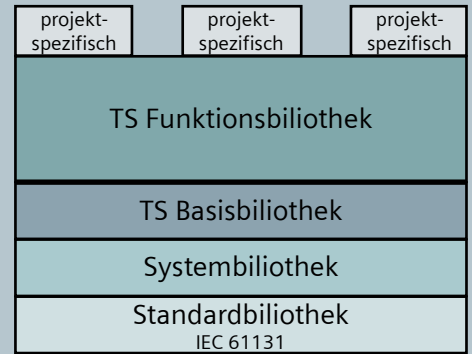 projekt-
spezifisch
projekt-
spezifisch
projekt-
spezifisch
TS Funktionsbiliothek
TS Basisbiliothek
Systembiliothek
Standardbiliothek
IEC 61131